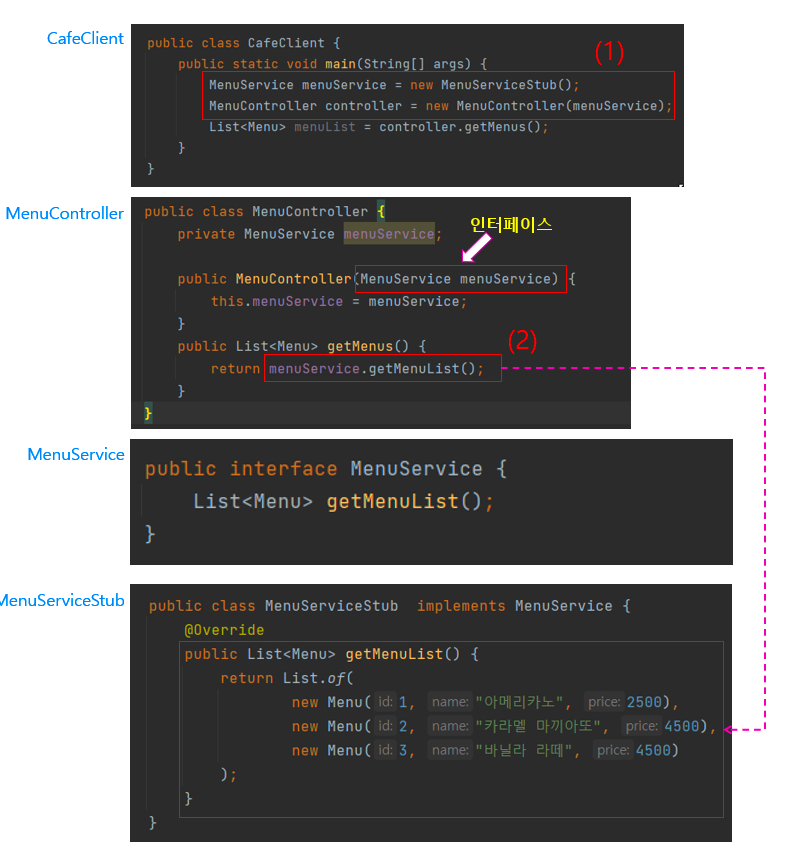 CafeClient
public class CafeClient {
public static void main(String[] args) {
(1)
MenuService menuService = new MenuServiceStub();
MenuController controller = new MenuController(menuService);
List<Menu> menuList = controller.getMenus();
}
}
MenuController
public class MenuController {
private MenuService menuService;
인터페이스
public MenuController(MenuService menuService) {
this.menuService = menuService;
}
public List<Menu> getMenus() {
(2)
return menuService.getMenuList();
}
}
MenuService
public interface MenuService {
List<Menu> getMenuList();
}
MenuServiceStub
public class MenuServiceStub implements MenuService {
@Override
public List<Menu> getMenuList() {
return List.of(
new Menu( id: 1, name: "아메리카노", price: 2500),
new Menu( id: 2, name: "카라멜 마끼아또", price: 4500),
new Menu( id: 3, name: "바닐라 라떼", price: 4500)
);
}
}